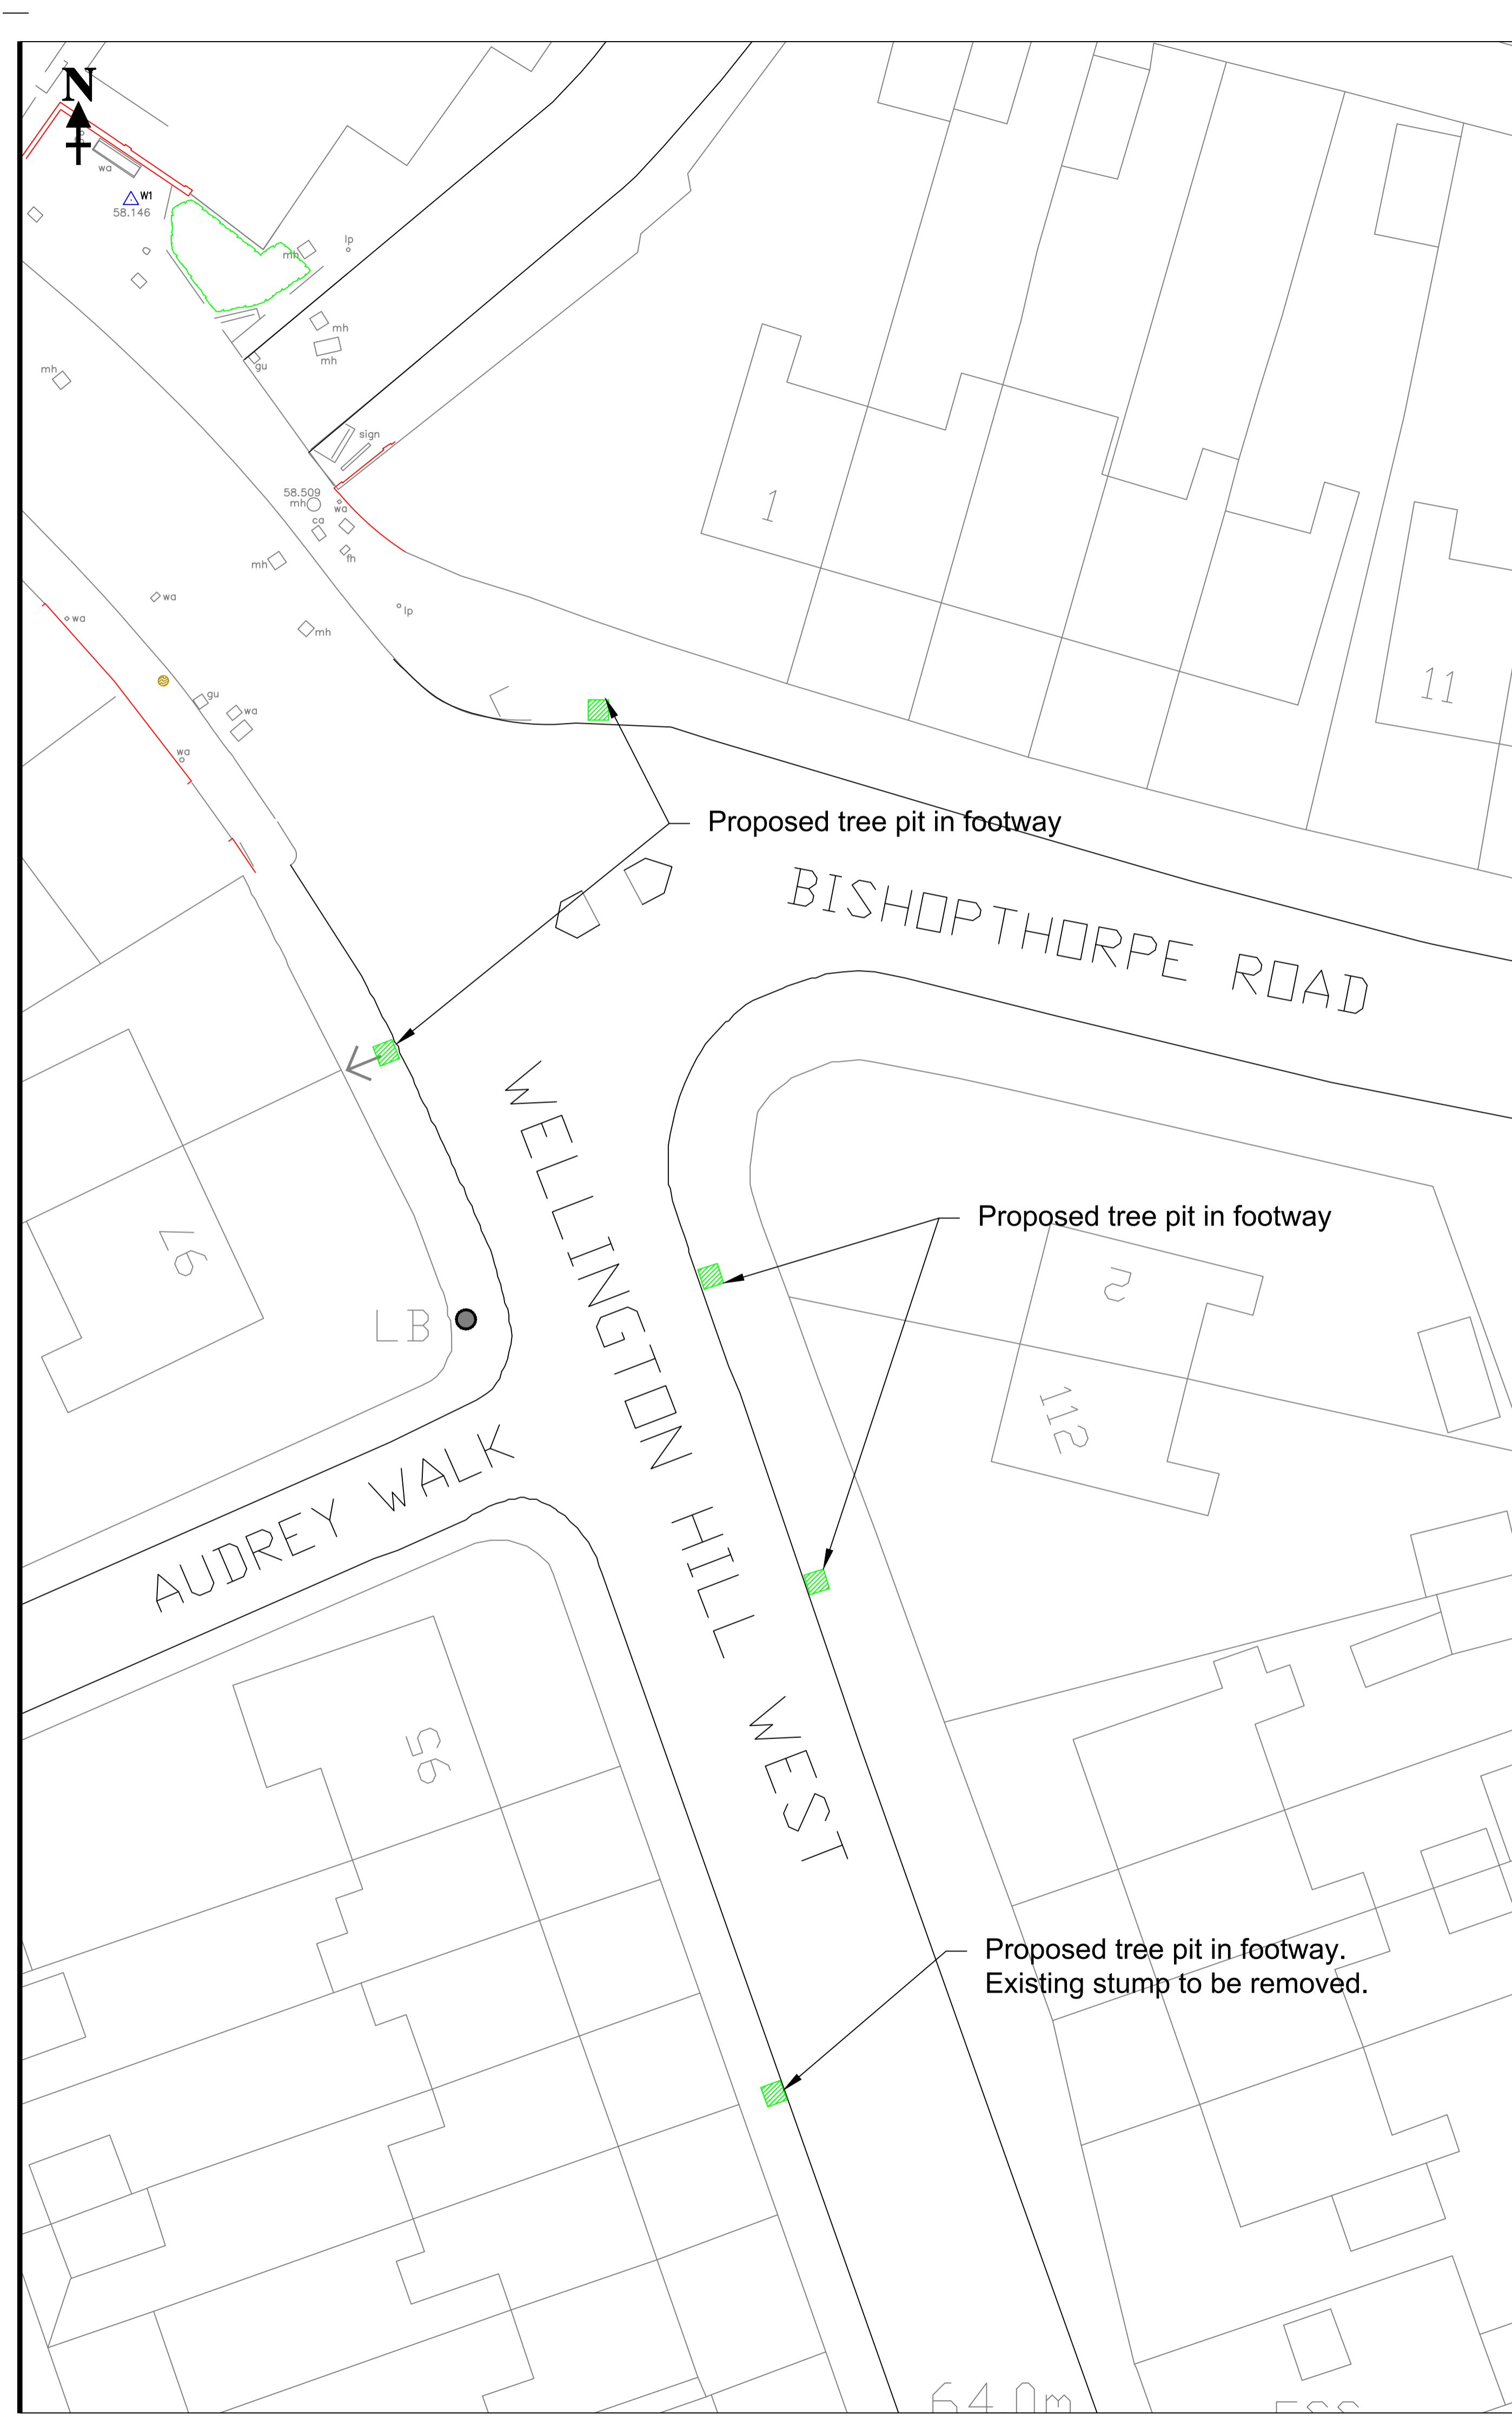 N
wa
W1
58.146
lp
mh
mh
mh
gu
mh
sign
58.509
mh
wa
ca
fh
mh
wa
lp
wa
mh
gu
wa
wa
1
11
Proposed tree pit in footway
BISHOPTHORPE ROAD
WELLINGTON HILL WEST
Proposed tree pit in footway
97
2
LB
112
AUDREY WALK
95
Proposed tree pit in footway.
Existing stump to be removed.
64.0m